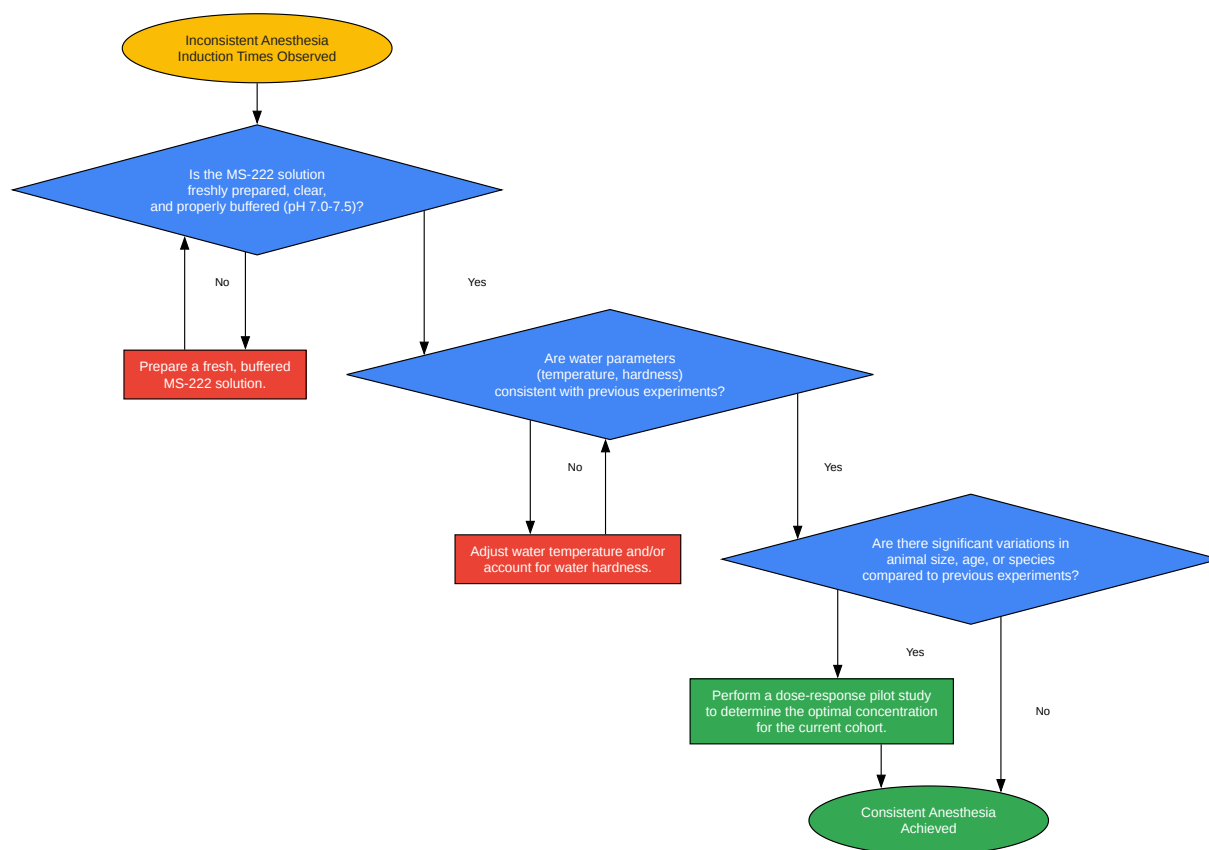 Inconsistent Anesthesia
Induction Times Observed
Is the MS-222 solution
freshly prepared, clear,
and properly buffered (pH 7.0-7.5)?
No
Yes
Prepare a fresh, buffered
MS-222 solution.
Are water parameters
(temperature, hardness)
consistent with previous experiments?
No
Yes
Adjust water temperature and/or
account for water hardness.
Are there significant variations in
animal size, age, or species
compared to previous experiments?
Yes
No
Perform a dose-response pilot study
to determine the optimal concentration
for the current cohort.
Consistent Anesthesia
Achieved